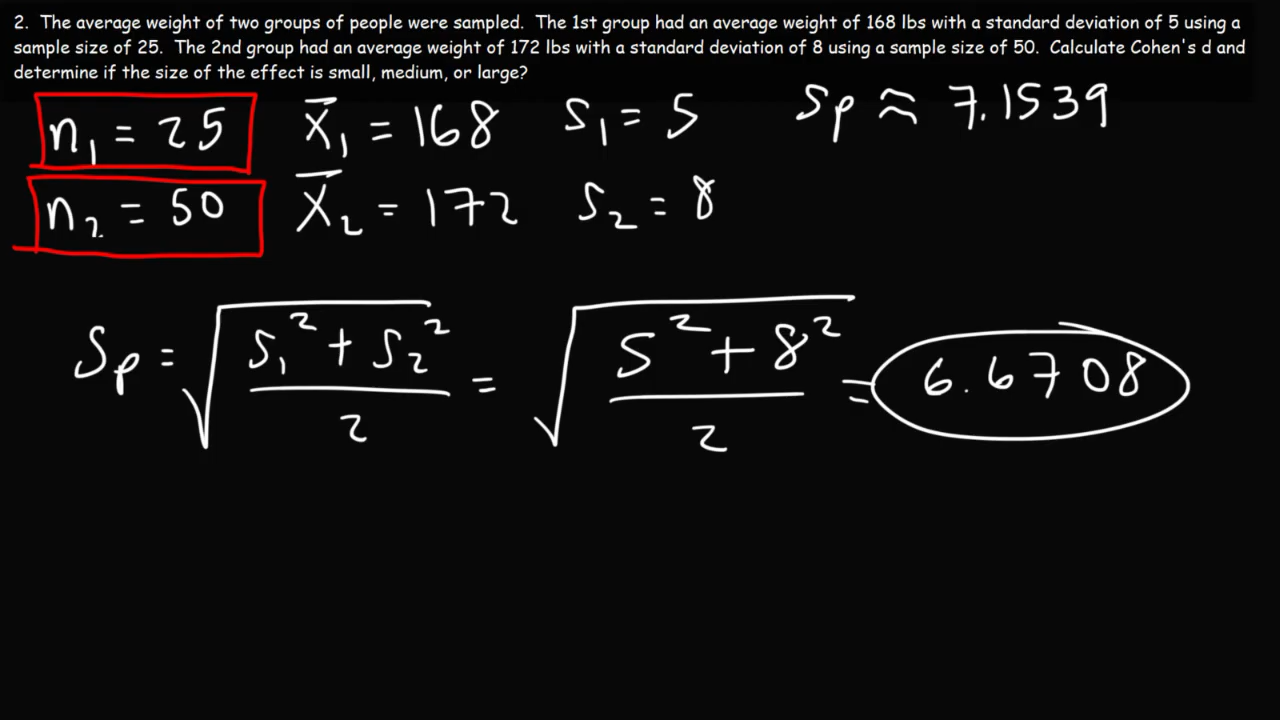 2. The average weight of two groups of people were sampled. The 1st group had an average weight of 168 lbs with a standard deviation of 5 using a
sample size of 25. The 2nd group had an average weight of 172 lbs with a standard deviation of 8 using a sample size of 50. Calculate Cohen's d and
determine if the size of the effect is small, medium, or large?
n₁ = 25 x̄₁ = 168 s₁ = 5 Sp ≈ 7.1539
n₂ = 50 x̄₂ = 172 s₂ = 8
Sp = √((s₁² + s₂²)/2) = √((5² + 8²)/2) = 6.6708